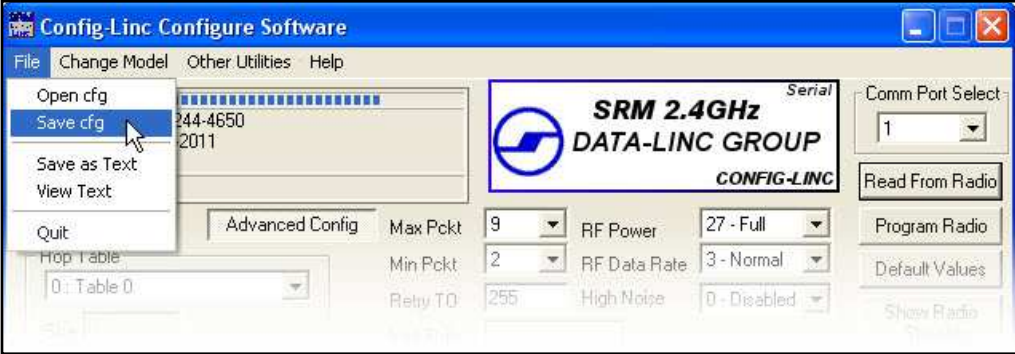 Config-Linc Configure Software
File Change Model Other Utilities Help
Open cfg
Save cfg
Save as Text
View Text
Quit
244-4650
2011
Serial
SRM 2.4GHz
DATA-LINC GROUP
CONFIG-LINC
Comm Port Select
1
Read From Radio
Program Radio
Default Values
Show Radio
Advanced Config
Hop Table
0 : Table 0
Max Pckt 9
Min Pckt 2
Retry TO 255
RF Power 27 - Full
RF Data Rate 3 - Normal
High Noise 0 - Disabled